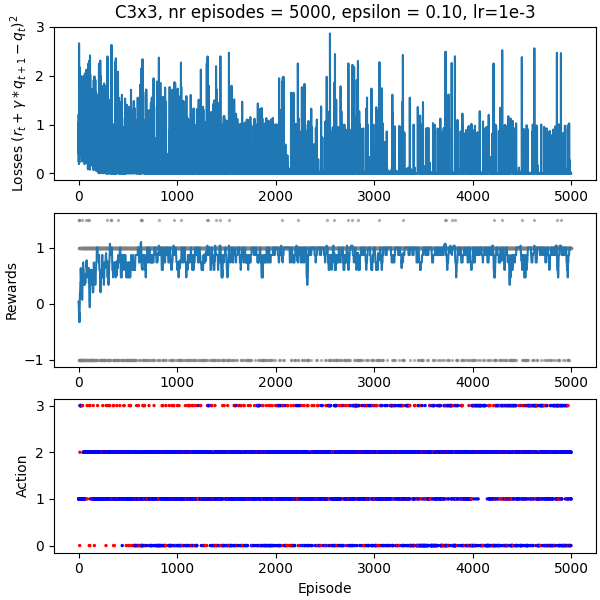 C3x3, nr episodes = 5000, epsilon = 0.10, lr=1e-3
Losses $(r_t + \gamma * q_{t+1} - q_t)^2$
3
2
1
0
0 1000 2000 3000 4000 5000
Rewards
1
0
−1
0 1000 2000 3000 4000 5000
Action
3
2
1
0
0 1000 2000 3000 4000 5000
Episode